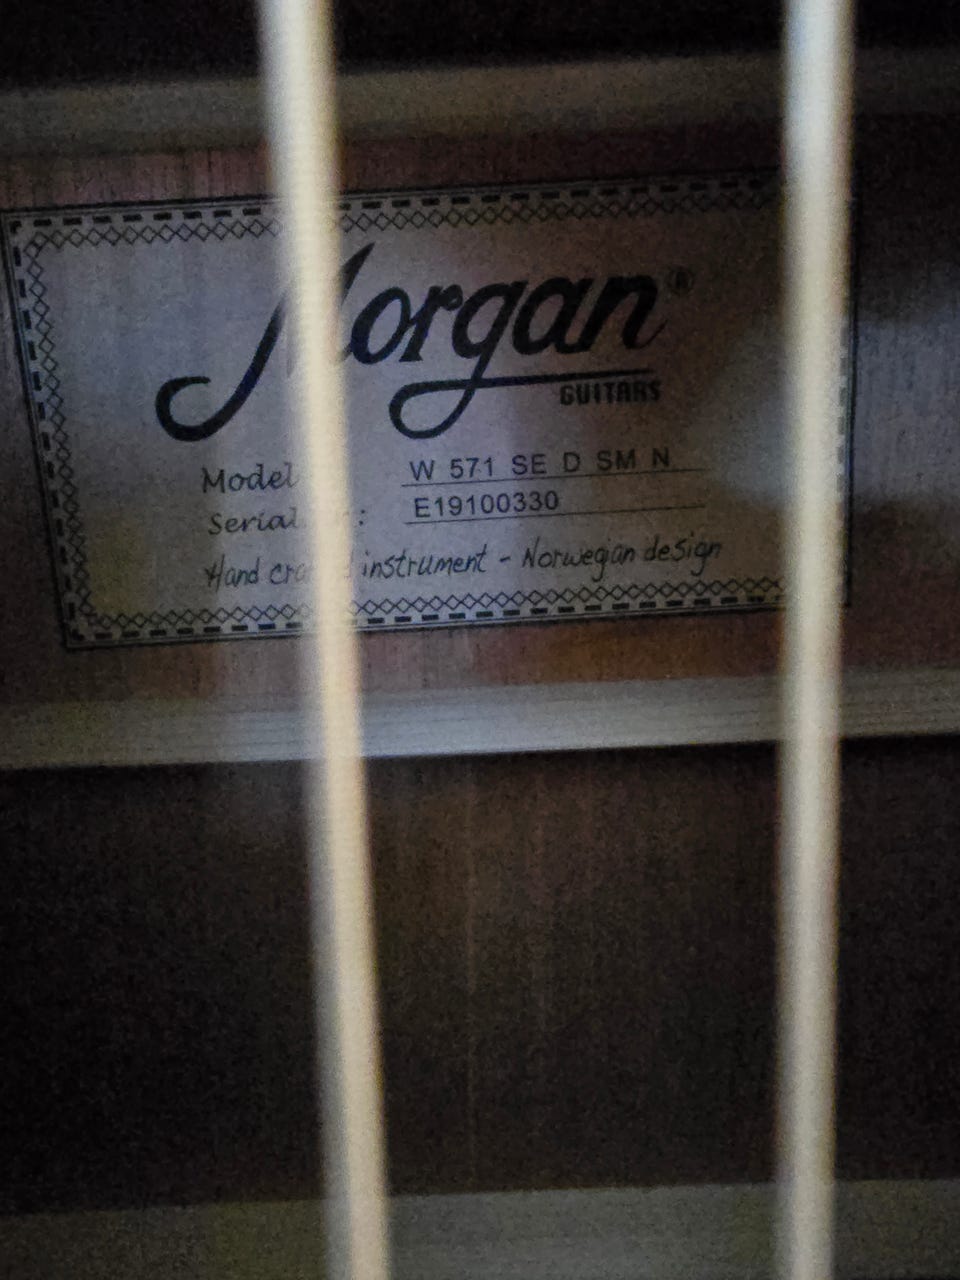 Morgan®
GUITARS
Model W 571 SE D SM N
Serial : E19100330
Hand instrument - Norwegian design